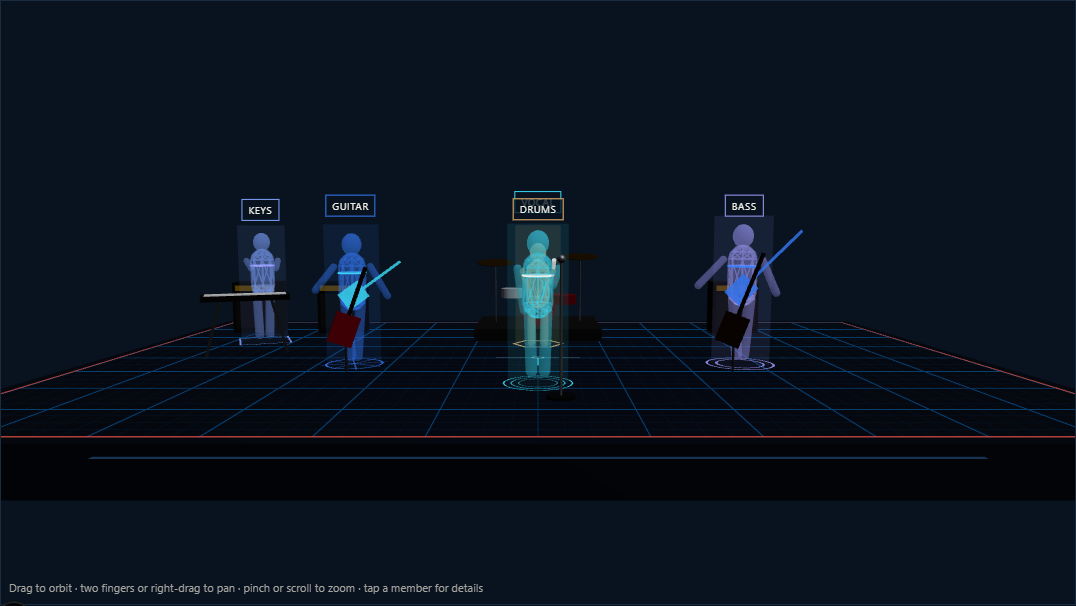 KEYS
GUITAR
VOCAL
DRUMS
BASS
Drag to orbit · two fingers or right-drag to pan · pinch or scroll to zoom · tap a member for details